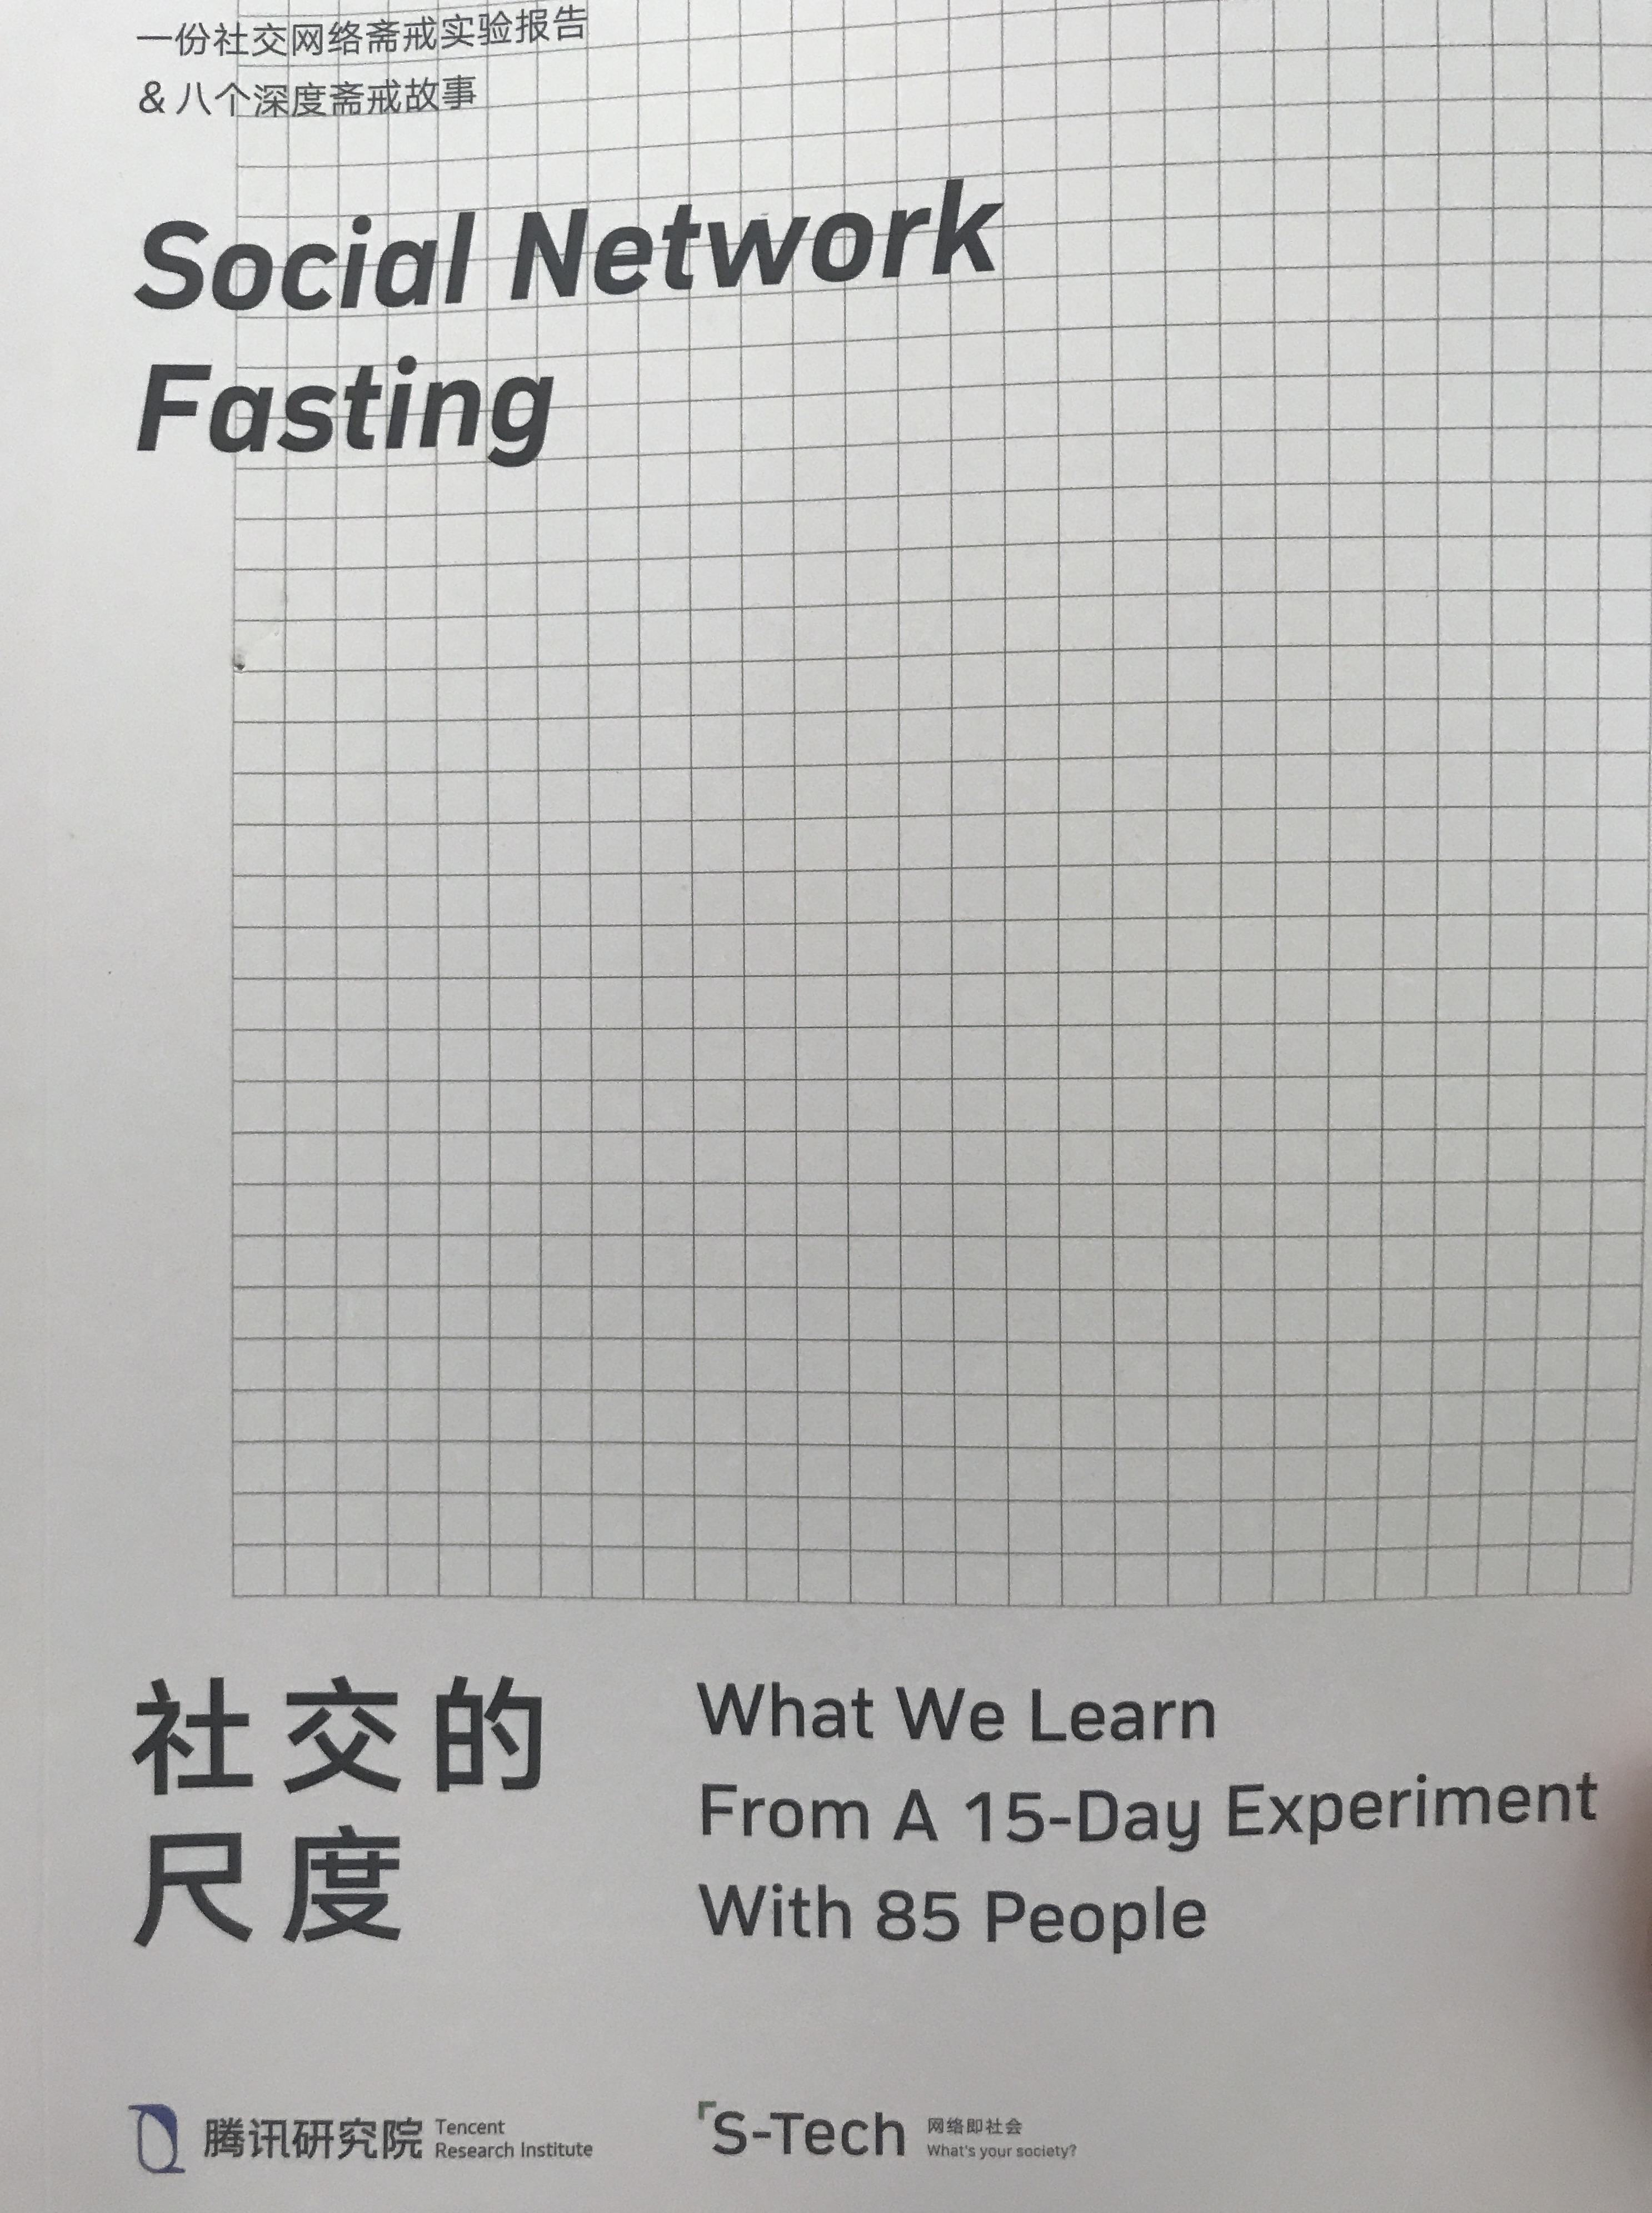 一份社交网络斋戒实验报告
& 八个深度斋戒故事
Social Network
Fasting
社交的
尺度
What We Learn
From A 15-Day Experiment
With 85 People
腾讯研究院
Tencent
Research Institute
S-Tech
网络即社会
What's your society?